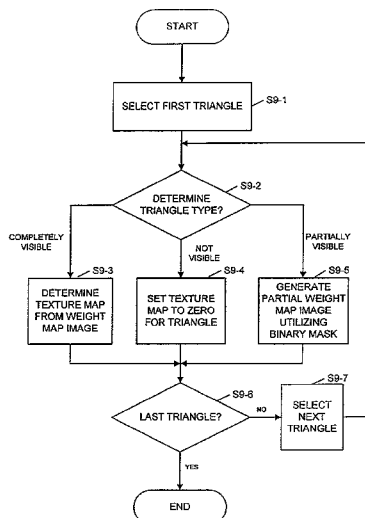 START
S9-1
SELECT FIRST TRIANGLE
S9-2
DETERMINE
TRIANGLE TYPE?
COMPLETELY
VISIBLE
NOT
VISIBLE
PARTIALLY
VISIBLE
S9-3
S9-4
S9-5
DETERMINE
TEXTURE MAP
FROM WEIGHT
MAP IMAGE
SET TEXTURE
MAP TO ZERO
FOR TRIANGLE
GENERATE
PARTIAL WEIGHT
MAP IMAGE
UTILIZING
BINARY MASK
S9-6
S9-7
LAST TRIANGLE?
NO
SELECT
NEXT
TRIANGLE
YES
END